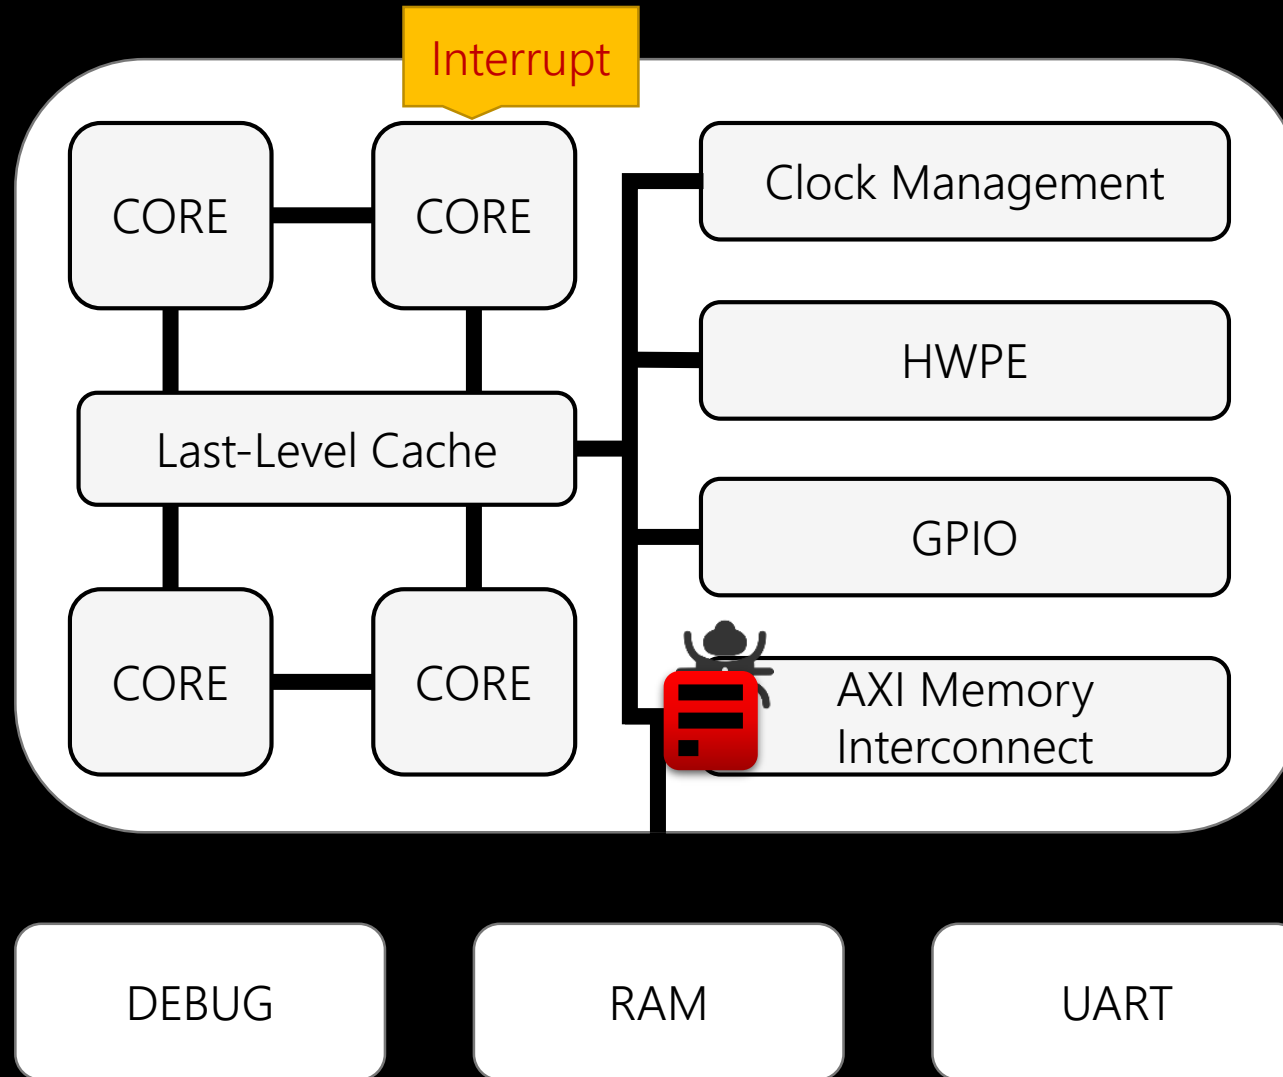 Interrupt
CORE
CORE
Clock Management
HWPE
Last-Level Cache
GPIO
CORE
CORE
AXI Memory
Interconnect
DEBUG
RAM
UART